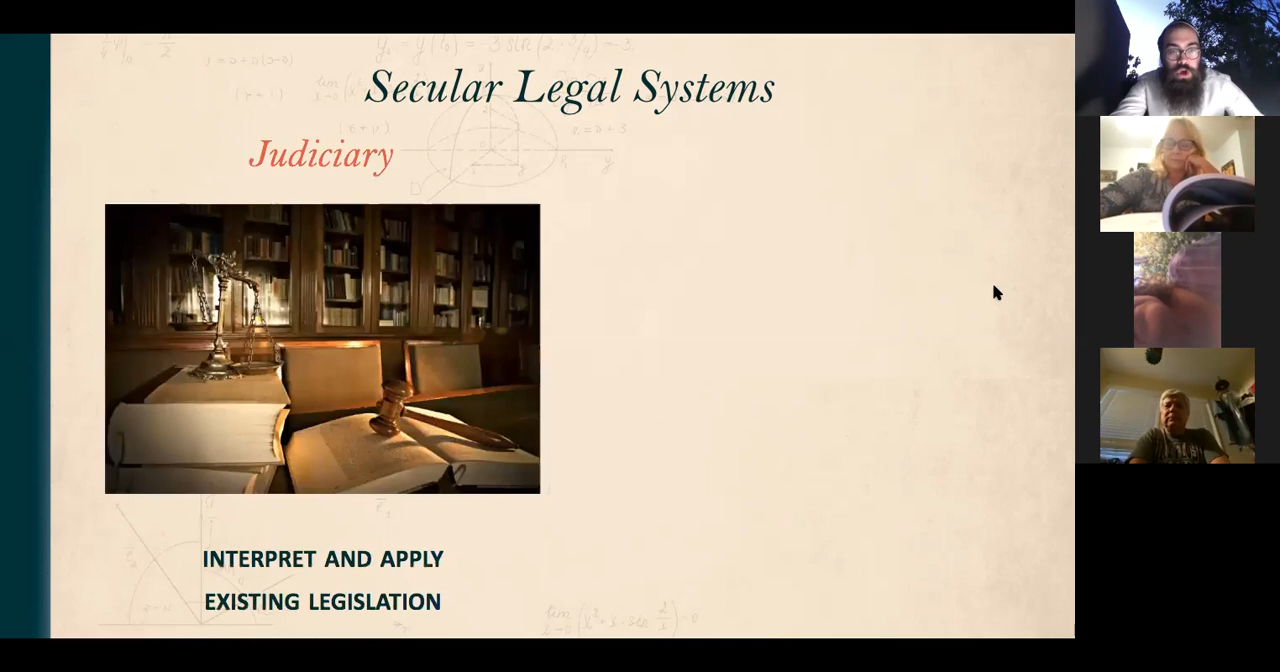 Secular Legal Systems
Judiciary
INTERPRET AND APPLY
EXISTING LEGISLATION